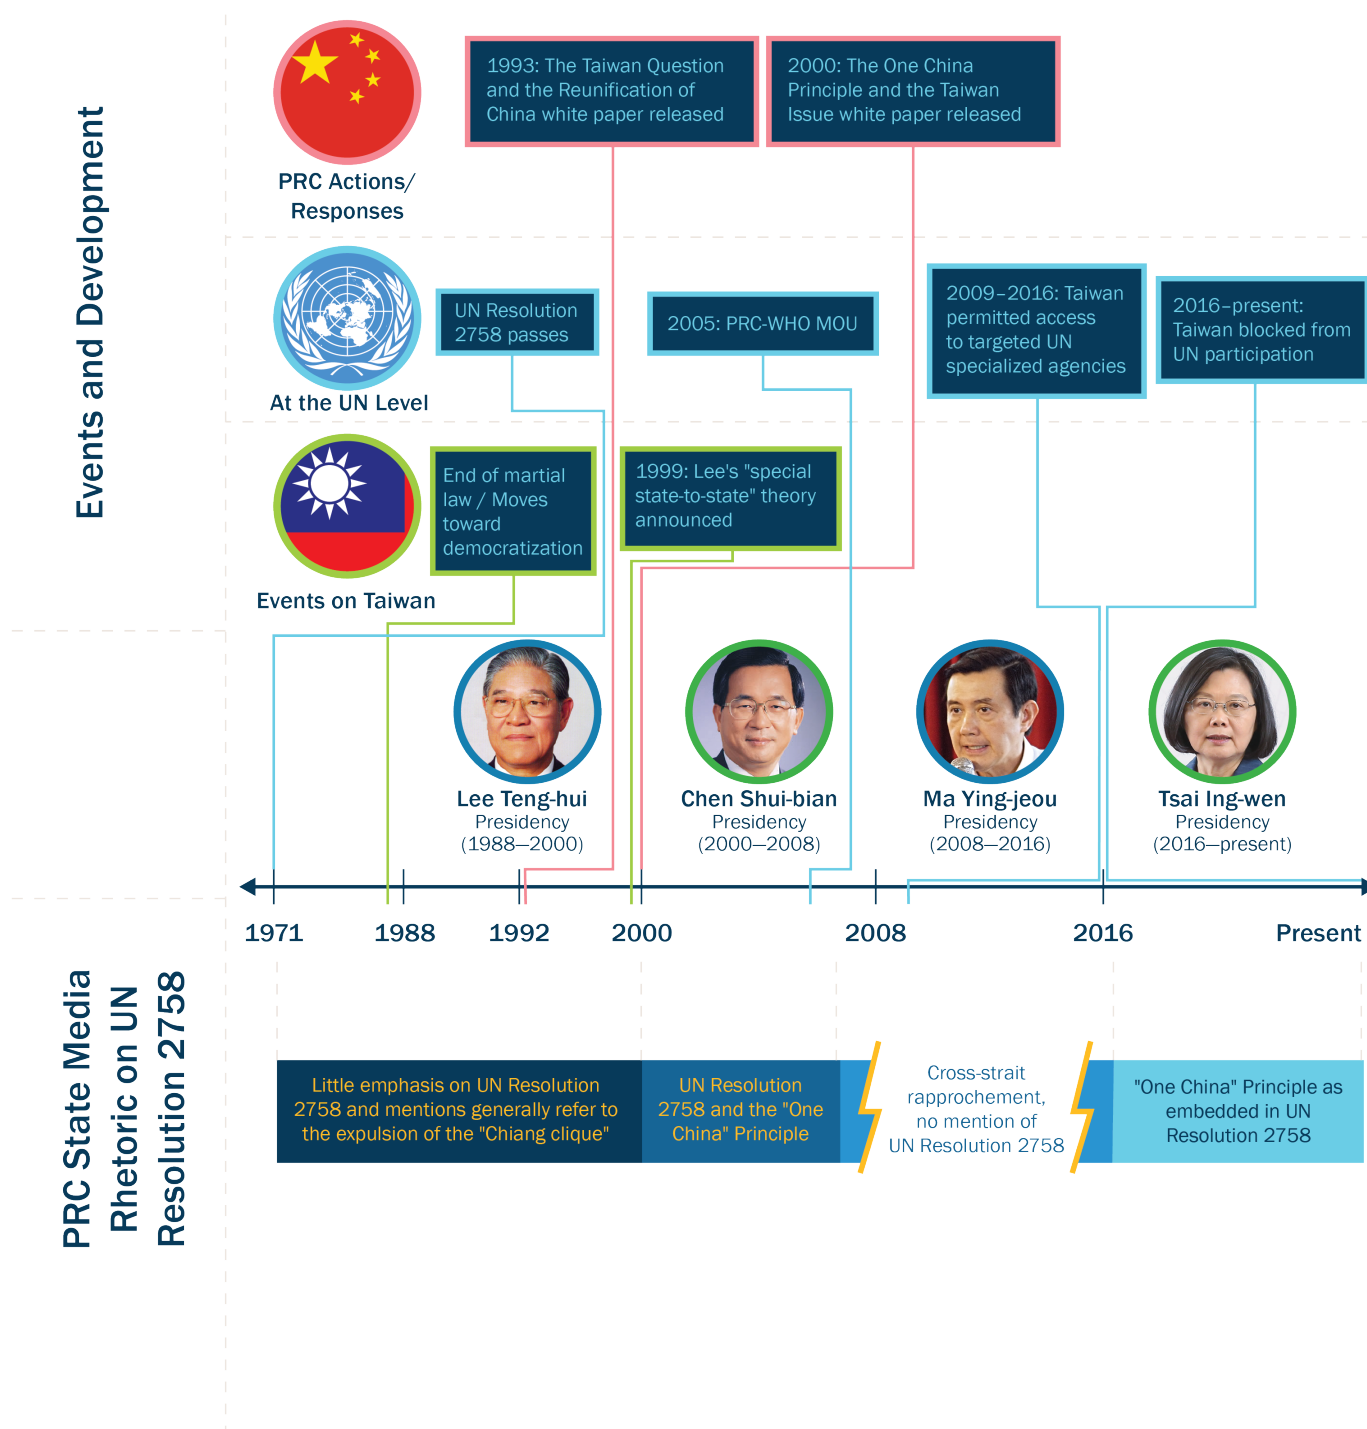 Events and Development
PRC Actions/
Responses
1993: The Taiwan Question
and the Reunification of
China white paper released
2000: The One China
Principle and the Taiwan
Issue white paper released
At the UN Level
UN Resolution
2758 passes
2005: PRC-WHO MOU
2009–2016: Taiwan
permitted access
to targeted UN
specialized agencies
2016–present:
Taiwan blocked from
UN participation
Events on Taiwan
End of martial
law / Moves
toward
democratization
1999: Lee's "special
state-to-state" theory
announced
Lee Teng-hui
Presidency
(1988—2000)
Chen Shui-bian
Presidency
(2000—2008)
Ma Ying-jeou
Presidency
(2008—2016)
Tsai Ing-wen
Presidency
(2016—present)
1971
1988
1992
2000
2008
2016
Present
PRC State Media
Rhetoric on UN
Resolution 2758
Little emphasis on UN Resolution
2758 and mentions generally refer to
the expulsion of the "Chiang clique"
UN Resolution
2758 and the "One
China" Principle
Cross-strait
rapprochement,
no mention of
UN Resolution 2758
"One China" Principle as
embedded in UN
Resolution 2758